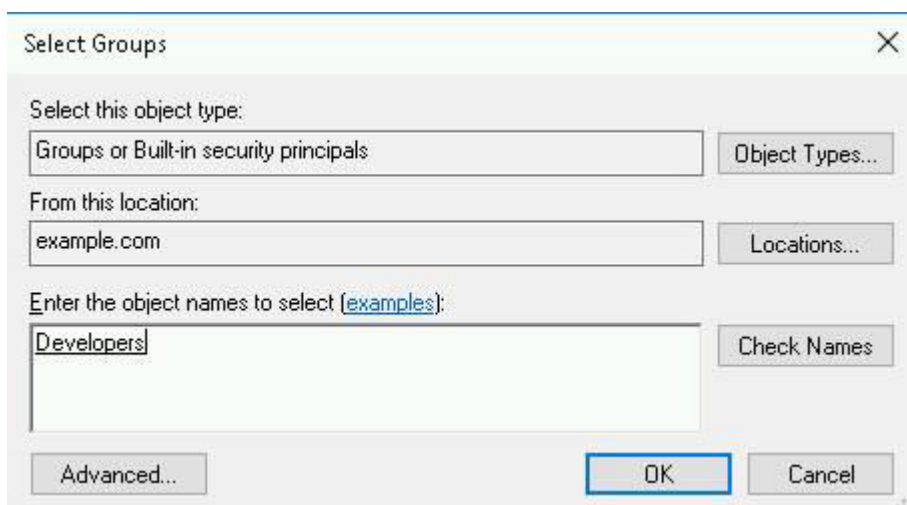 Select Groups
Select this object type:
Groups or Built-in security principals
Object Types...
From this location:
example.com
Locations...
Enter the object names to select (examples):
Developers
Check Names
Advanced...
OK
Cancel